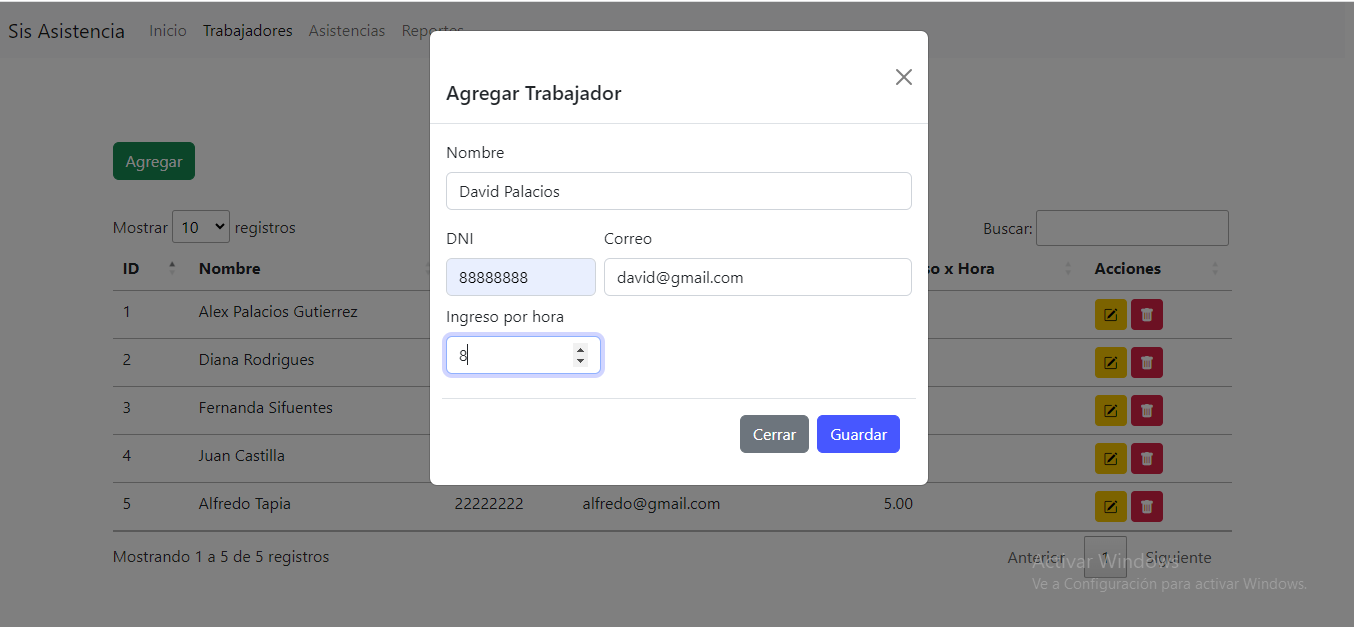 Sis Asistencia Inicio Trabajadores Asistencias Reportes
Agregar Trabajador
Nombre
David Palacios
DNI Correo
88888888 david@gmail.com
Ingreso por hora
8
Cerrar Guardar
Agregar
Mostrar 10 registros Buscar:
ID Nombre so x Hora Acciones
1 Alex Palacios Gutierrez
2 Diana Rodrigues
3 Fernanda Sifuentes
4 Juan Castilla
5 Alfredo Tapia 22222222 alfredo@gmail.com 5.00
Mostrando 1 a 5 de 5 registros Anterior 1 Siguiente
Activar Windows
Ve a Configuración para activar Windows.